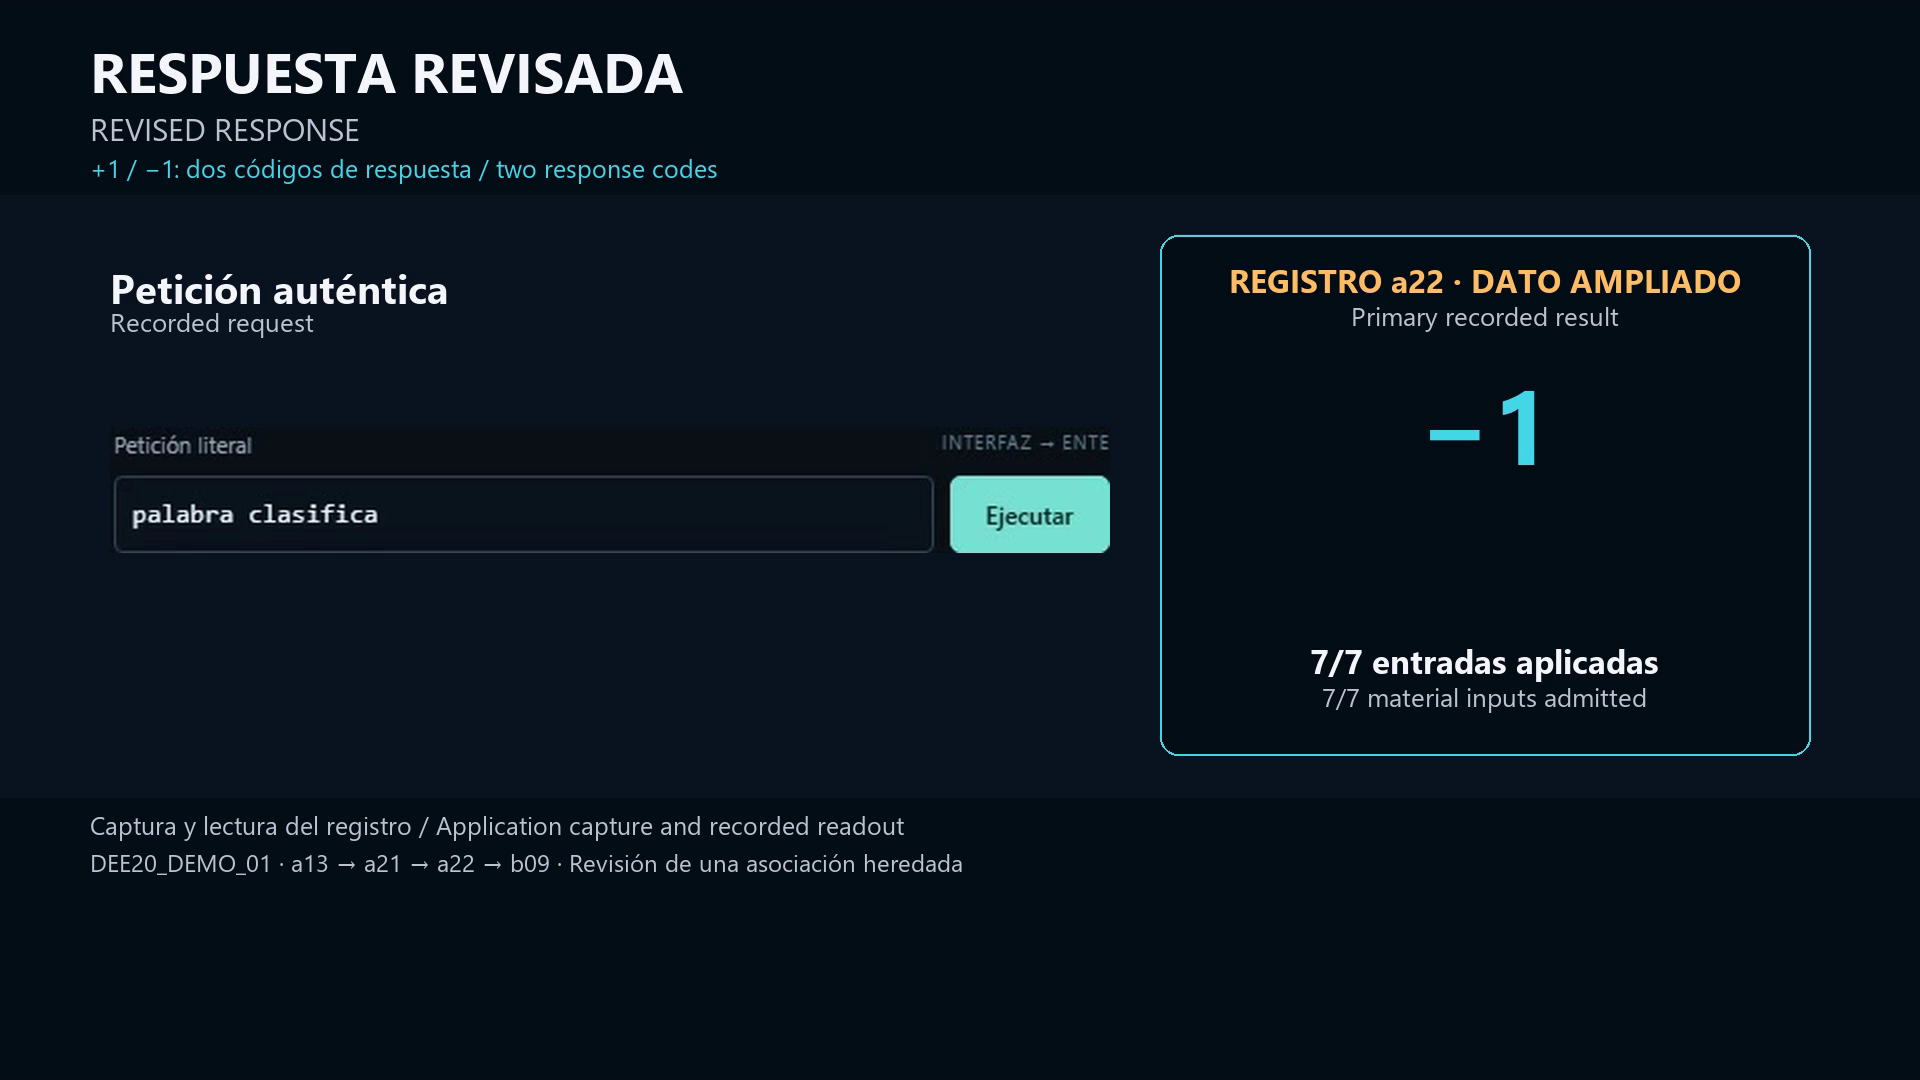 RESPUESTA REVISADA
REVISED RESPONSE
+1 / −1: dos códigos de respuesta / two response codes
Petición auténtica
Recorded request
Petición literal
INTERFAZ → ENTE
palabra clasifica
Ejecutar
REGISTRO a22 · DATO AMPLIADO
Primary recorded result
−1
7/7 entradas aplicadas
7/7 material inputs admitted
Captura y lectura del registro / Application capture and recorded readout
DEE20_DEMO_01 · a13 → a21 → a22 → b09 · Revisión de una asociación heredada